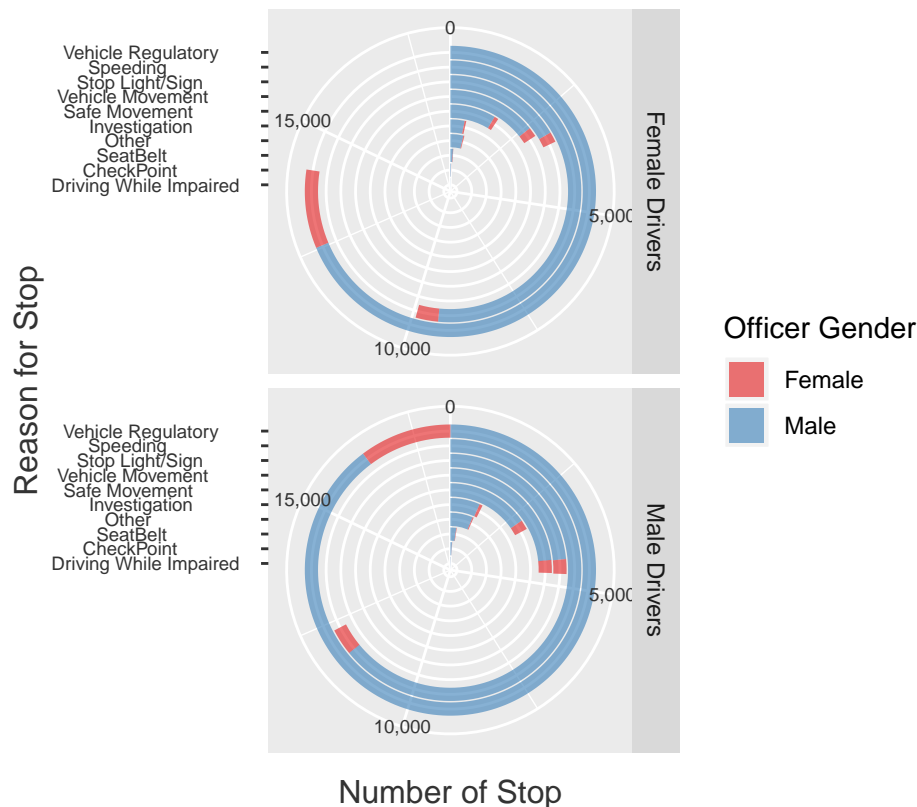 0
Vehicle Regulatory
Speeding
Stop Light/Sign
Vehicle Movement
Safe Movement
Investigation
Other
SeatBelt
CheckPoint
Driving While Impaired
15,000
5,000
10,000
Female Drivers
0
Vehicle Regulatory
Speeding
Stop Light/Sign
Vehicle Movement
Safe Movement
Investigation
Other
SeatBelt
CheckPoint
Driving While Impaired
15,000
5,000
10,000
Male Drivers
Reason for Stop
Number of Stop
Officer Gender
Female
Male